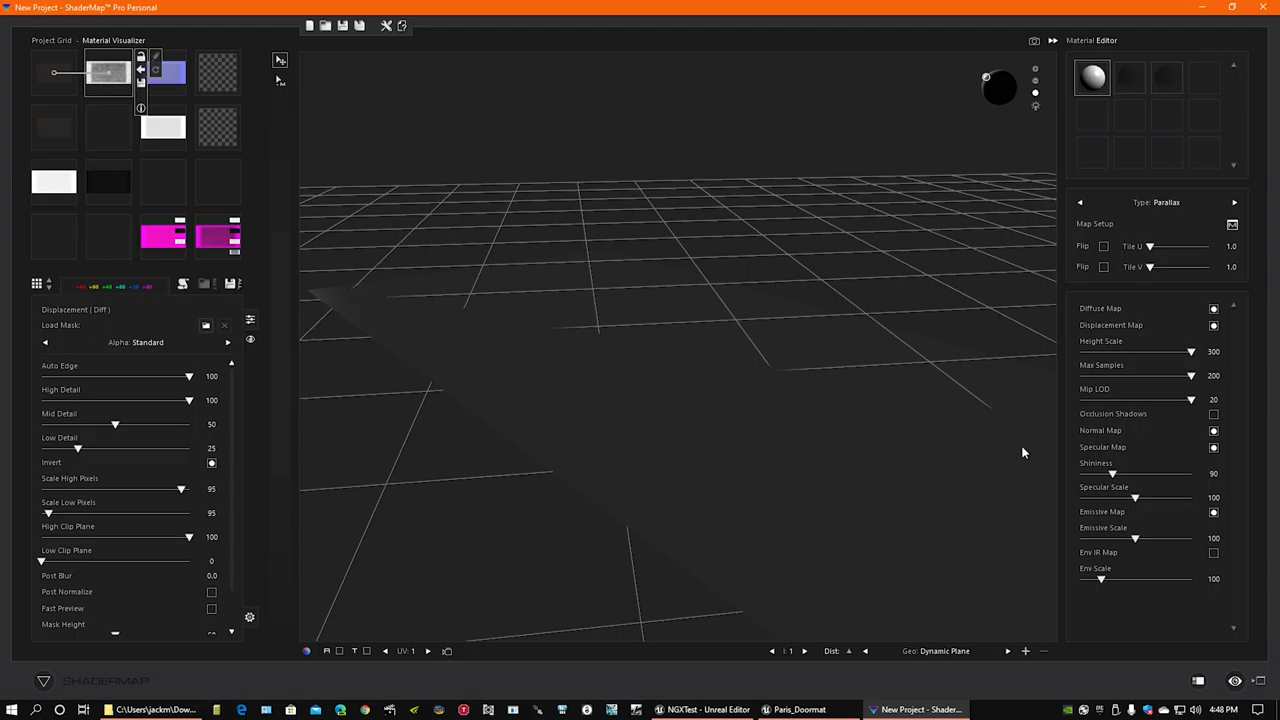 New Project - ShaderMap™ Pro Personal
Project Grid - Material Visualizer
Material Editor
Type: Parallax
Map Setup
Flip
Tile U
1.0
Flip
Tile V
1.0
Displacement ( Diff )
Load Mask:
Alpha: Standard
Auto Edge
100
High Detail
100
Mid Detail
50
Low Detail
25
Invert
Scale High Pixels
95
Scale Low Pixels
95
High Clip Plane
100
Low Clip Plane
0
Post Blur
0.0
Post Normalize
Fast Preview
Mask Height
Diffuse Map
Displacement Map
Height Scale
300
Max Samples
200
Mip LOD
20
Occlusion Shadows
Normal Map
Specular Map
Shininess
90
Specular Scale
100
Emissive Map
Emissive Scale
100
Env IR Map
Env Scale
100
T
UV: 1
I: 1
Dist:
Geo: Dynamic Plane
SHADERMAP
C:\Users\jackrn\Dow...
NGXTest - Unreal Editor
Paris_Doormat
New Project - Shader...
4:48 PM